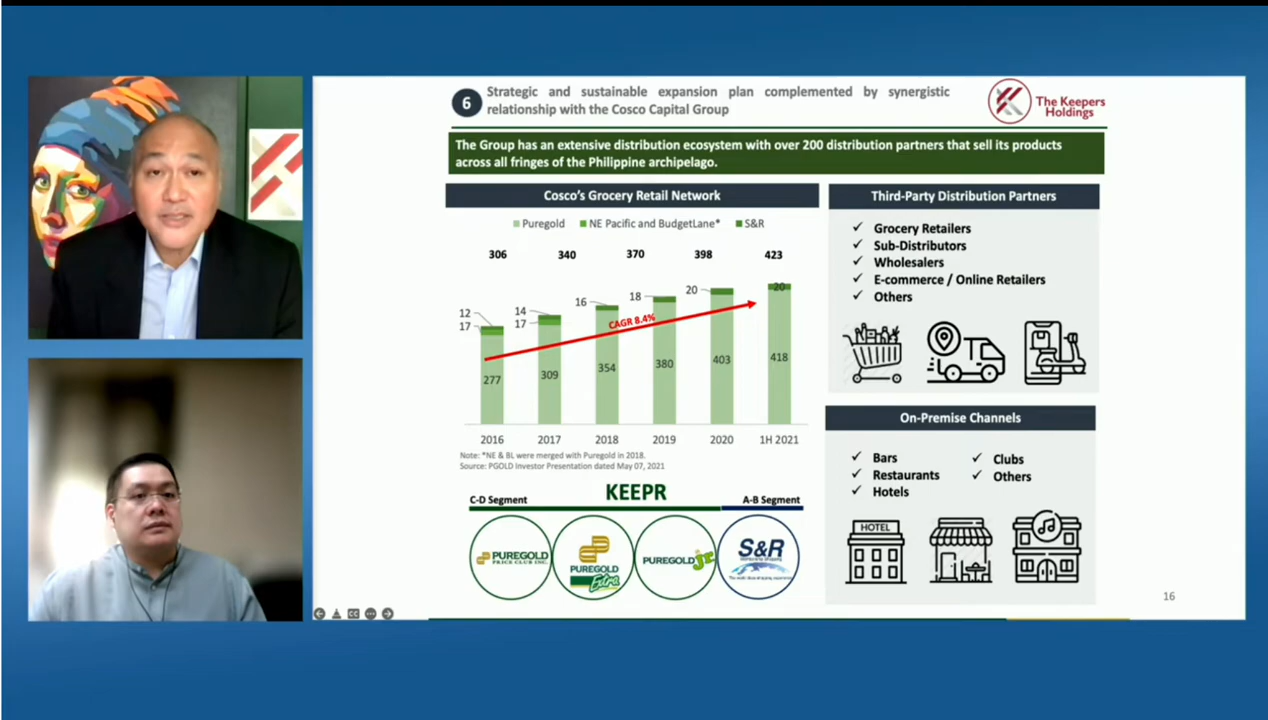 6
Strategic and sustainable expansion plan complemented by synergistic
relationship with the Cosco Capital Group
The Keepers
Holdings
The Group has an extensive distribution ecosystem with over 200 distribution partners that sell its products
across all fringes of the Philippine archipelago.
Cosco's Grocery Retail Network
Puregold NE Pacific and BudgetLane* S&R
306 340 370 398 423
12
17
277
14
17
309
16
354
18
380
20
403
20
418
CAGR 8.4%
2016 2017 2018 2019 2020 1H 2021
Note: *NE & BL were merged with Puregold in 2018.
Source: PGOLD Investor Presentation dated May 07, 2021
C-D Segment
KEEPR
A-B Segment
PUREGOLD
PRICE CLUB INC.
PUREGOLD
Extra
PUREGOLD jr.
S&R
Third-Party Distribution Partners
✓ Grocery Retailers
✓ Sub-Distributors
✓ Wholesalers
✓ E-commerce / Online Retailers
✓ Others
On-Premise Channels
✓ Bars
✓ Restaurants
✓ Hotels
✓ Clubs
✓ Others
HOTEL
16
CC